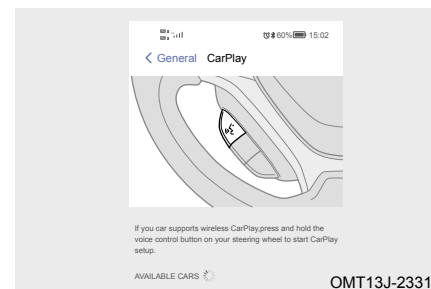 60% 15:02
General CarPlay
If you car supports wireless CarPlay,press and hold the
voice control button on your steering wheel to start CarPlay
setup.
AVAILABLE CARS
OMT13J-2331